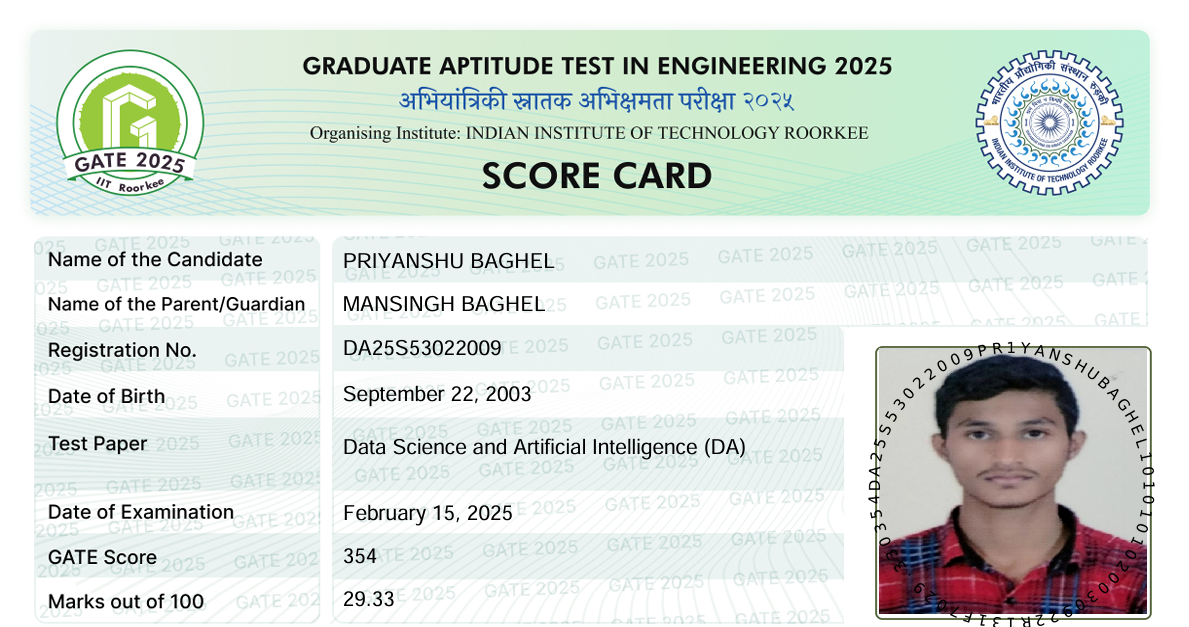 GRADUATE APTITUDE TEST IN ENGINEERING 2025
अभियांत्रिकी स्नातक अभिक्षमता परीक्षा २०२५
Organising Institute: INDIAN INSTITUTE OF TECHNOLOGY ROORKEE
SCORE CARD
GATE 2025
IIT Roorkee
भारतीय प्रौद्योगिकी संस्थान रुड़की
INDIAN INSTITUTE OF TECHNOLOGY ROORKEE
Name of the Candidate PRIYANSHU BAGHEL
Name of the Parent/Guardian MANSINGH BAGHEL
Registration No. DA25S53022009
Date of Birth September 22, 2003
Test Paper Data Science and Artificial Intelligence (DA)
Date of Examination February 15, 2025
GATE Score 354
Marks out of 100 29.33